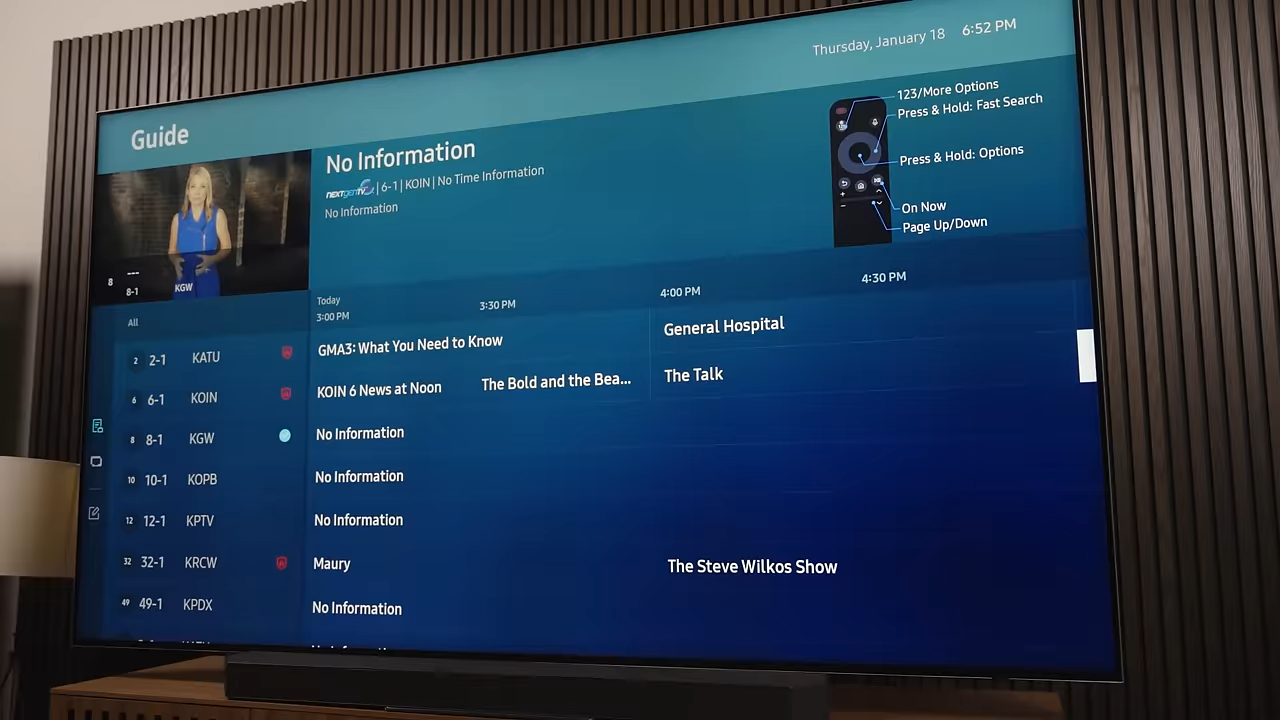 Thursday, January 18 6:52 PM
Guide
No Information
NEXTGENTV | 6-1 | KOIN | No Time Information
No Information
123/More Options
Press & Hold: Fast Search
Press & Hold: Options
On Now
Page Up/Down
8 ---
8-1 KGW
All
Today
3:00 PM 3:30 PM 4:00 PM 4:30 PM
2 2-1 KATU GMA3: What You Need to Know General Hospital
6 6-1 KOIN KOIN 6 News at Noon The Bold and the Bea... The Talk
8 8-1 KGW No Information
10 10-1 KOPB No Information
12 12-1 KPTV No Information
32 32-1 KRCW Maury The Steve Wilkos Show
49 49-1 KPDX No Information